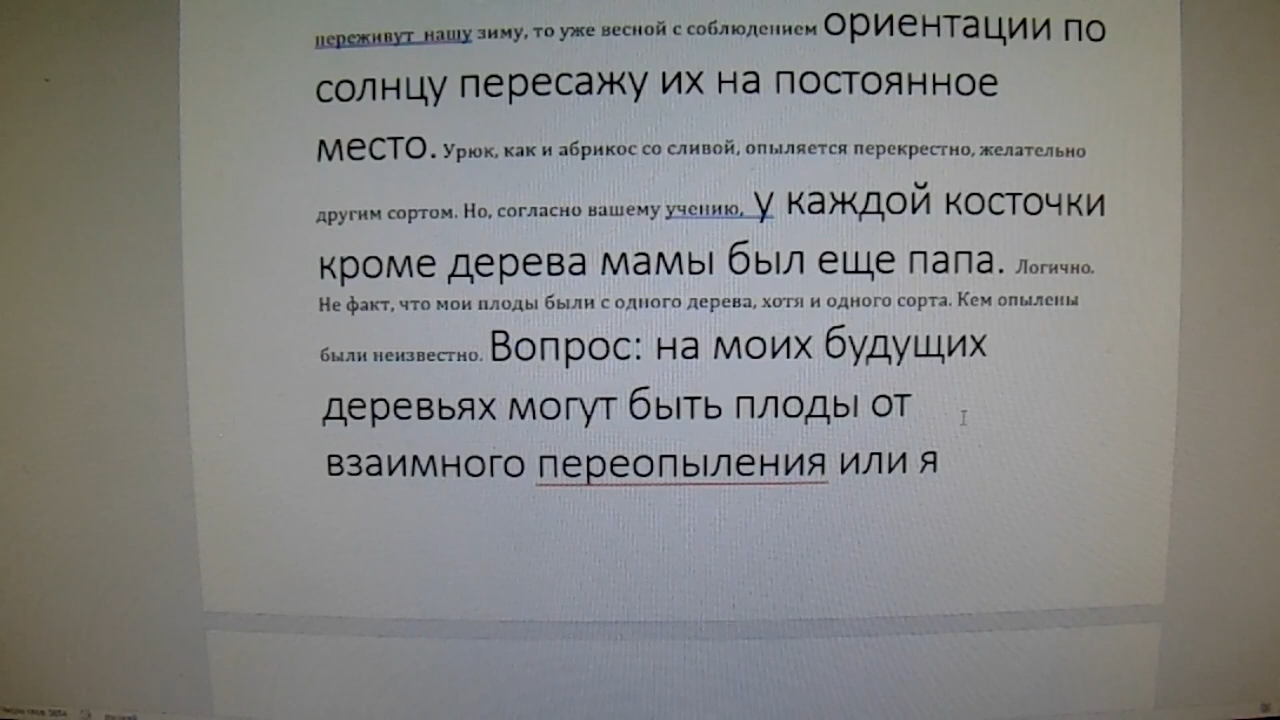 переживут нашу зиму, то уже весной с соблюдением ориентации по
солнцу пересажу их на постоянное
место. Урюк, как и абрикос со сливой, опыляется перекрестно, желательно
другим сортом. Но, согласно вашему учению, у каждой косточки
кроме дерева мамы был еще папа. Логично.
Не факт, что мои плоды были с одного дерева, хотя и одного сорта. Кем опылены
были неизвестно. Вопрос: на моих будущих
деревьях могут быть плоды от
взаимного переопыления или я